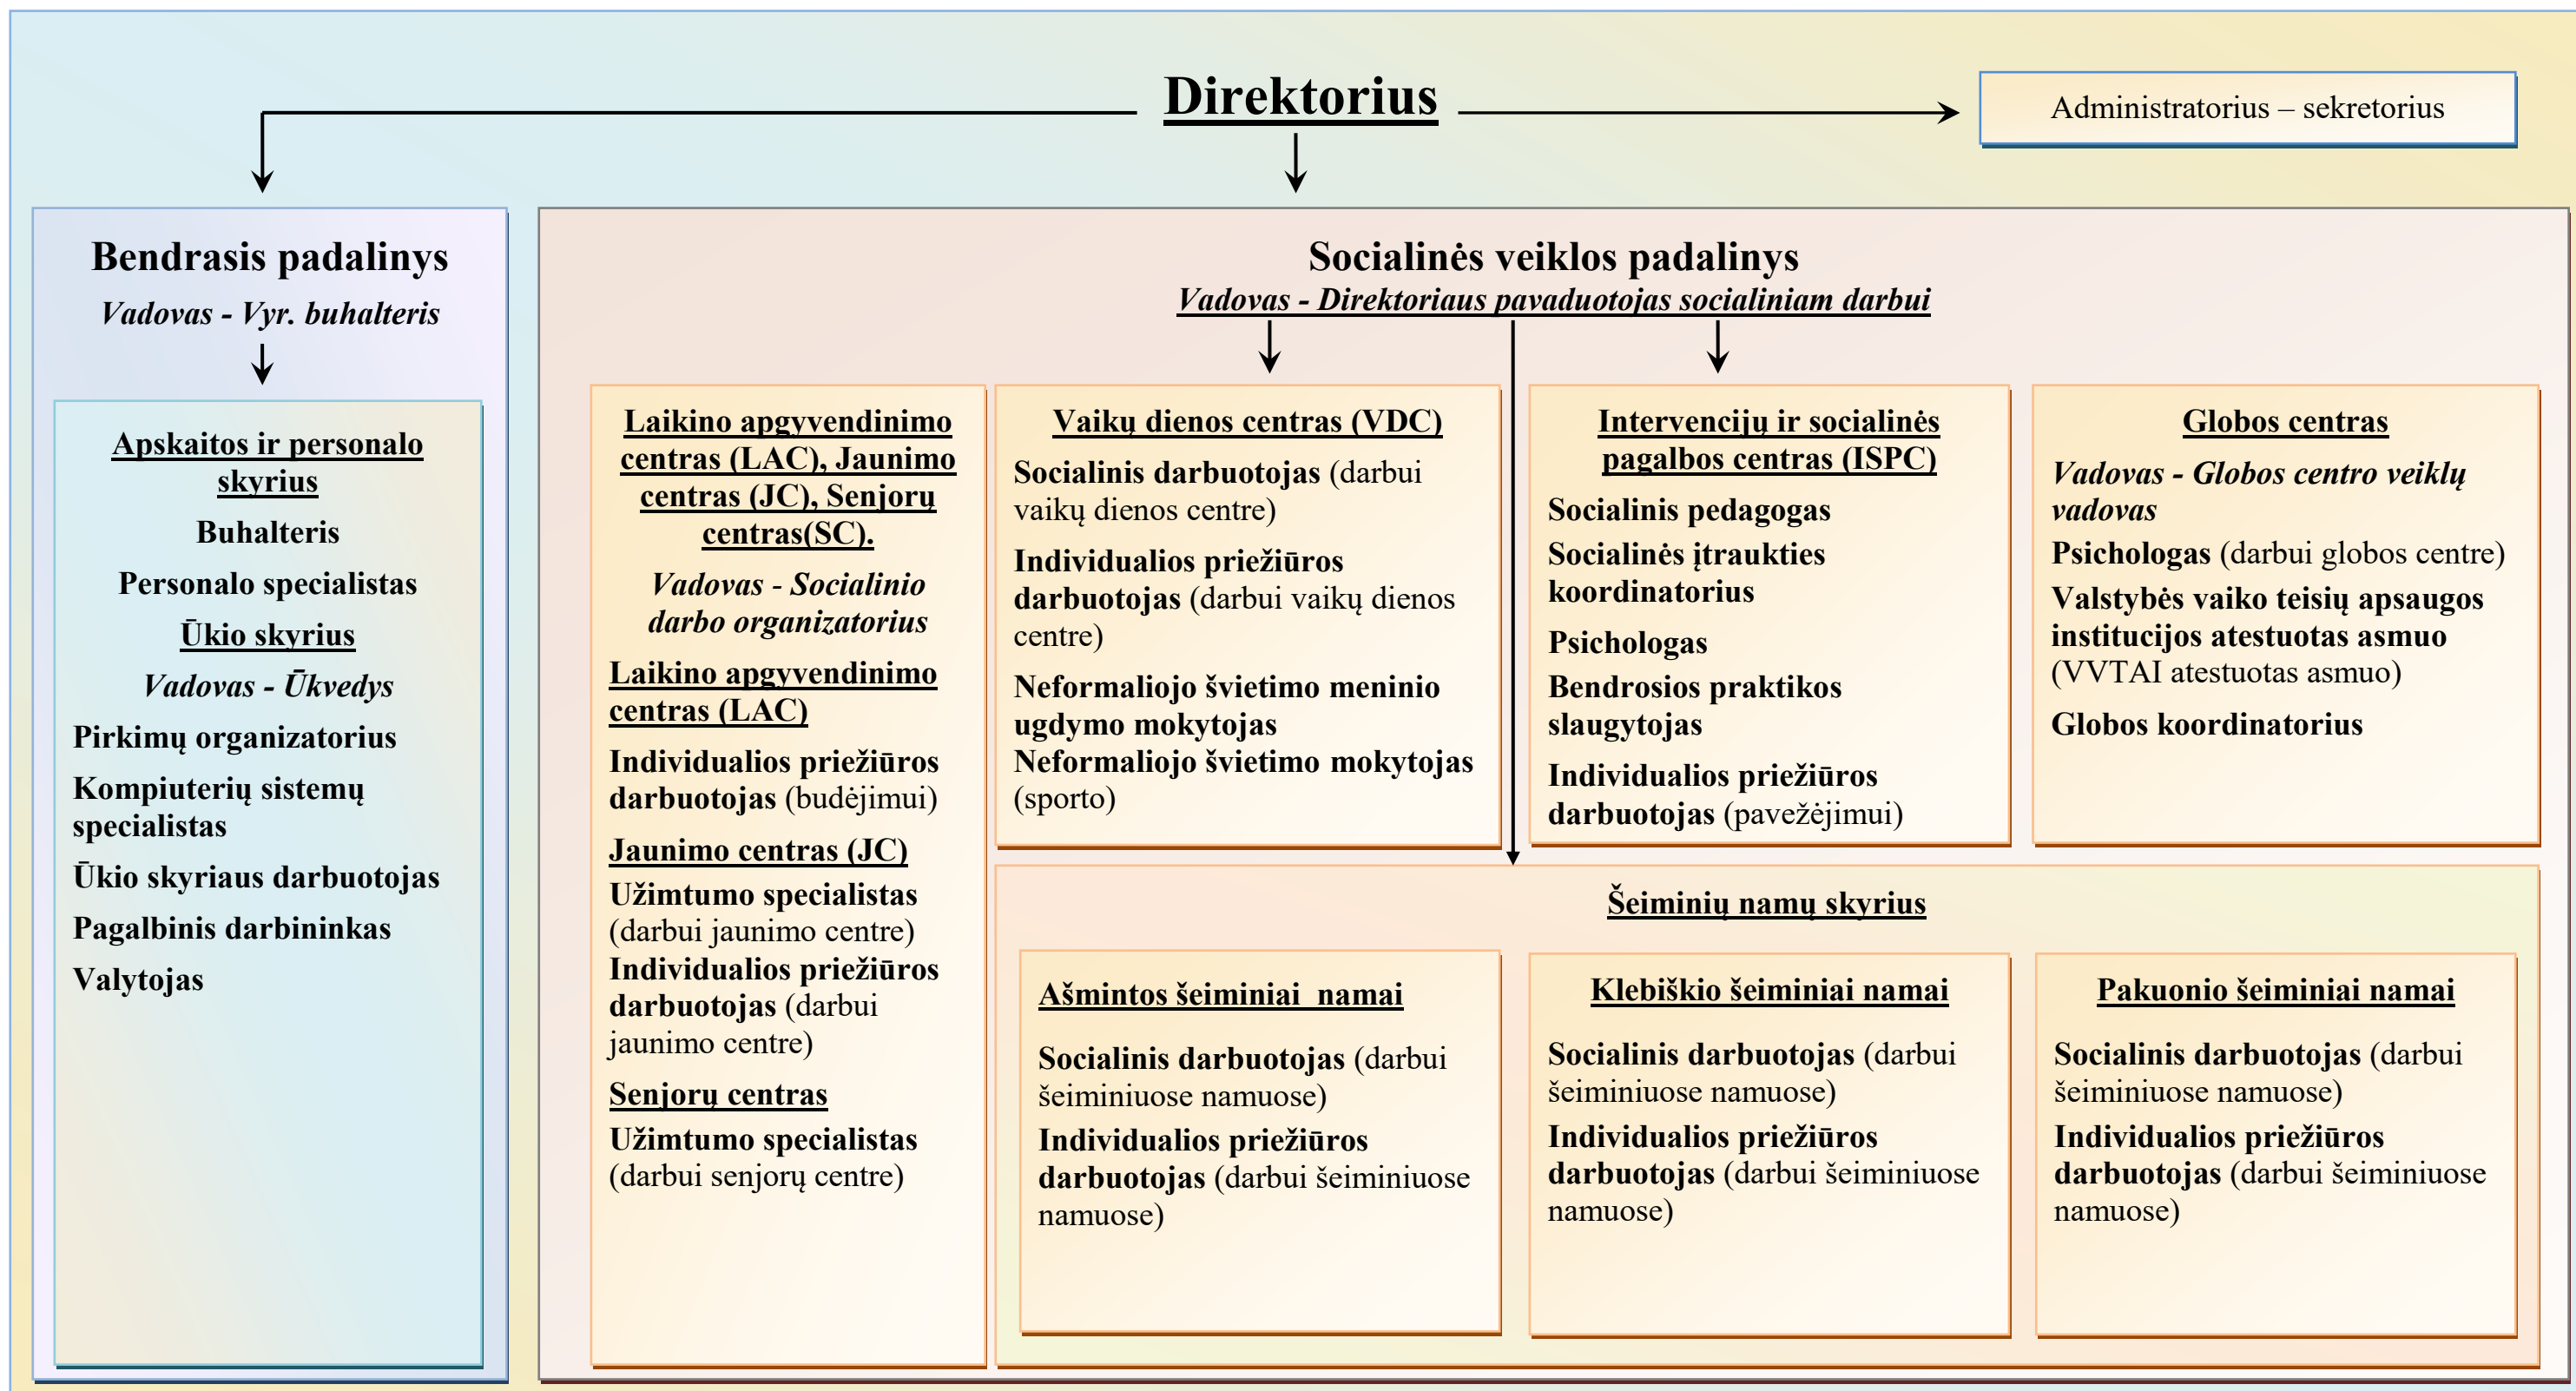 Direktorius
Administratorius – sekretorius
Bendrasis padalinys
Vadovas - Vyr. buhalteris
Apskaitos ir personalo
skyrius
Buhalteris
Personalo specialistas
Ūkio skyrius
Vadovas - Ūkvedys
Pirkimų organizatorius
Kompiuterių sistemų
specialistas
Ūkio skyriaus darbuotojas
Pagalbinis darbininkas
Valytojas
Socialinės veiklos padalinys
Vadovas - Direktoriaus pavaduotojas socialiniam darbui
Laikino apgyvendinimo
centras (LAC), Jaunimo
centras (JC), Senjorų
centras(SC).
Vadovas - Socialinio
darbo organizatorius
Laikino apgyvendinimo
centras (LAC)
Individualios priežiūros
darbuotojas (budėjimui)
Jaunimo centras (JC)
Užimtumo specialistas
(darbui jaunimo centre)
Individualios priežiūros
darbuotojas (darbui
jaunimo centre)
Senjorų centras
Užimtumo specialistas
(darbui senjorų centre)
Vaikų dienos centras (VDC)
Socialinis darbuotojas (darbui
vaikų dienos centre)
Individualios priežiūros
darbuotojas (darbui vaikų dienos
centre)
Neformaliojo švietimo meninio
ugdymo mokytojas
Neformaliojo švietimo mokytojas
(sporto)
Intervencijų ir socialinės
pagalbos centras (ISPC)
Socialinis pedagogas
Socialinės įtraukties
koordinatorius
Psichologas
Bendrosios praktikos
slaugytojas
Individualios priežiūros
darbuotojas (pavežėjimui)
Globos centras
Vadovas - Globos centro veiklų
vadovas
Psichologas (darbui globos centre)
Valstybės vaiko teisių apsaugos
institucijos atestuotas asmuo
(VVTAI atestuotas asmuo)
Globos koordinatorius
Šeiminių namų skyrius
Ašmintos šeiminiai  namai
Socialinis darbuotojas (darbui
šeiminiuose namuose)
Individualios priežiūros
darbuotojas (darbui šeiminiuose
namuose)
Klebiškio šeiminiai namai
Socialinis darbuotojas (darbui
šeiminiuose namuose)
Individualios priežiūros
darbuotojas (darbui šeiminiuose
namuose)
Pakuonio šeiminiai namai
Socialinis darbuotojas (darbui
šeiminiuose namuose)
Individualios priežiūros
darbuotojas (darbui šeiminiuose
namuose)